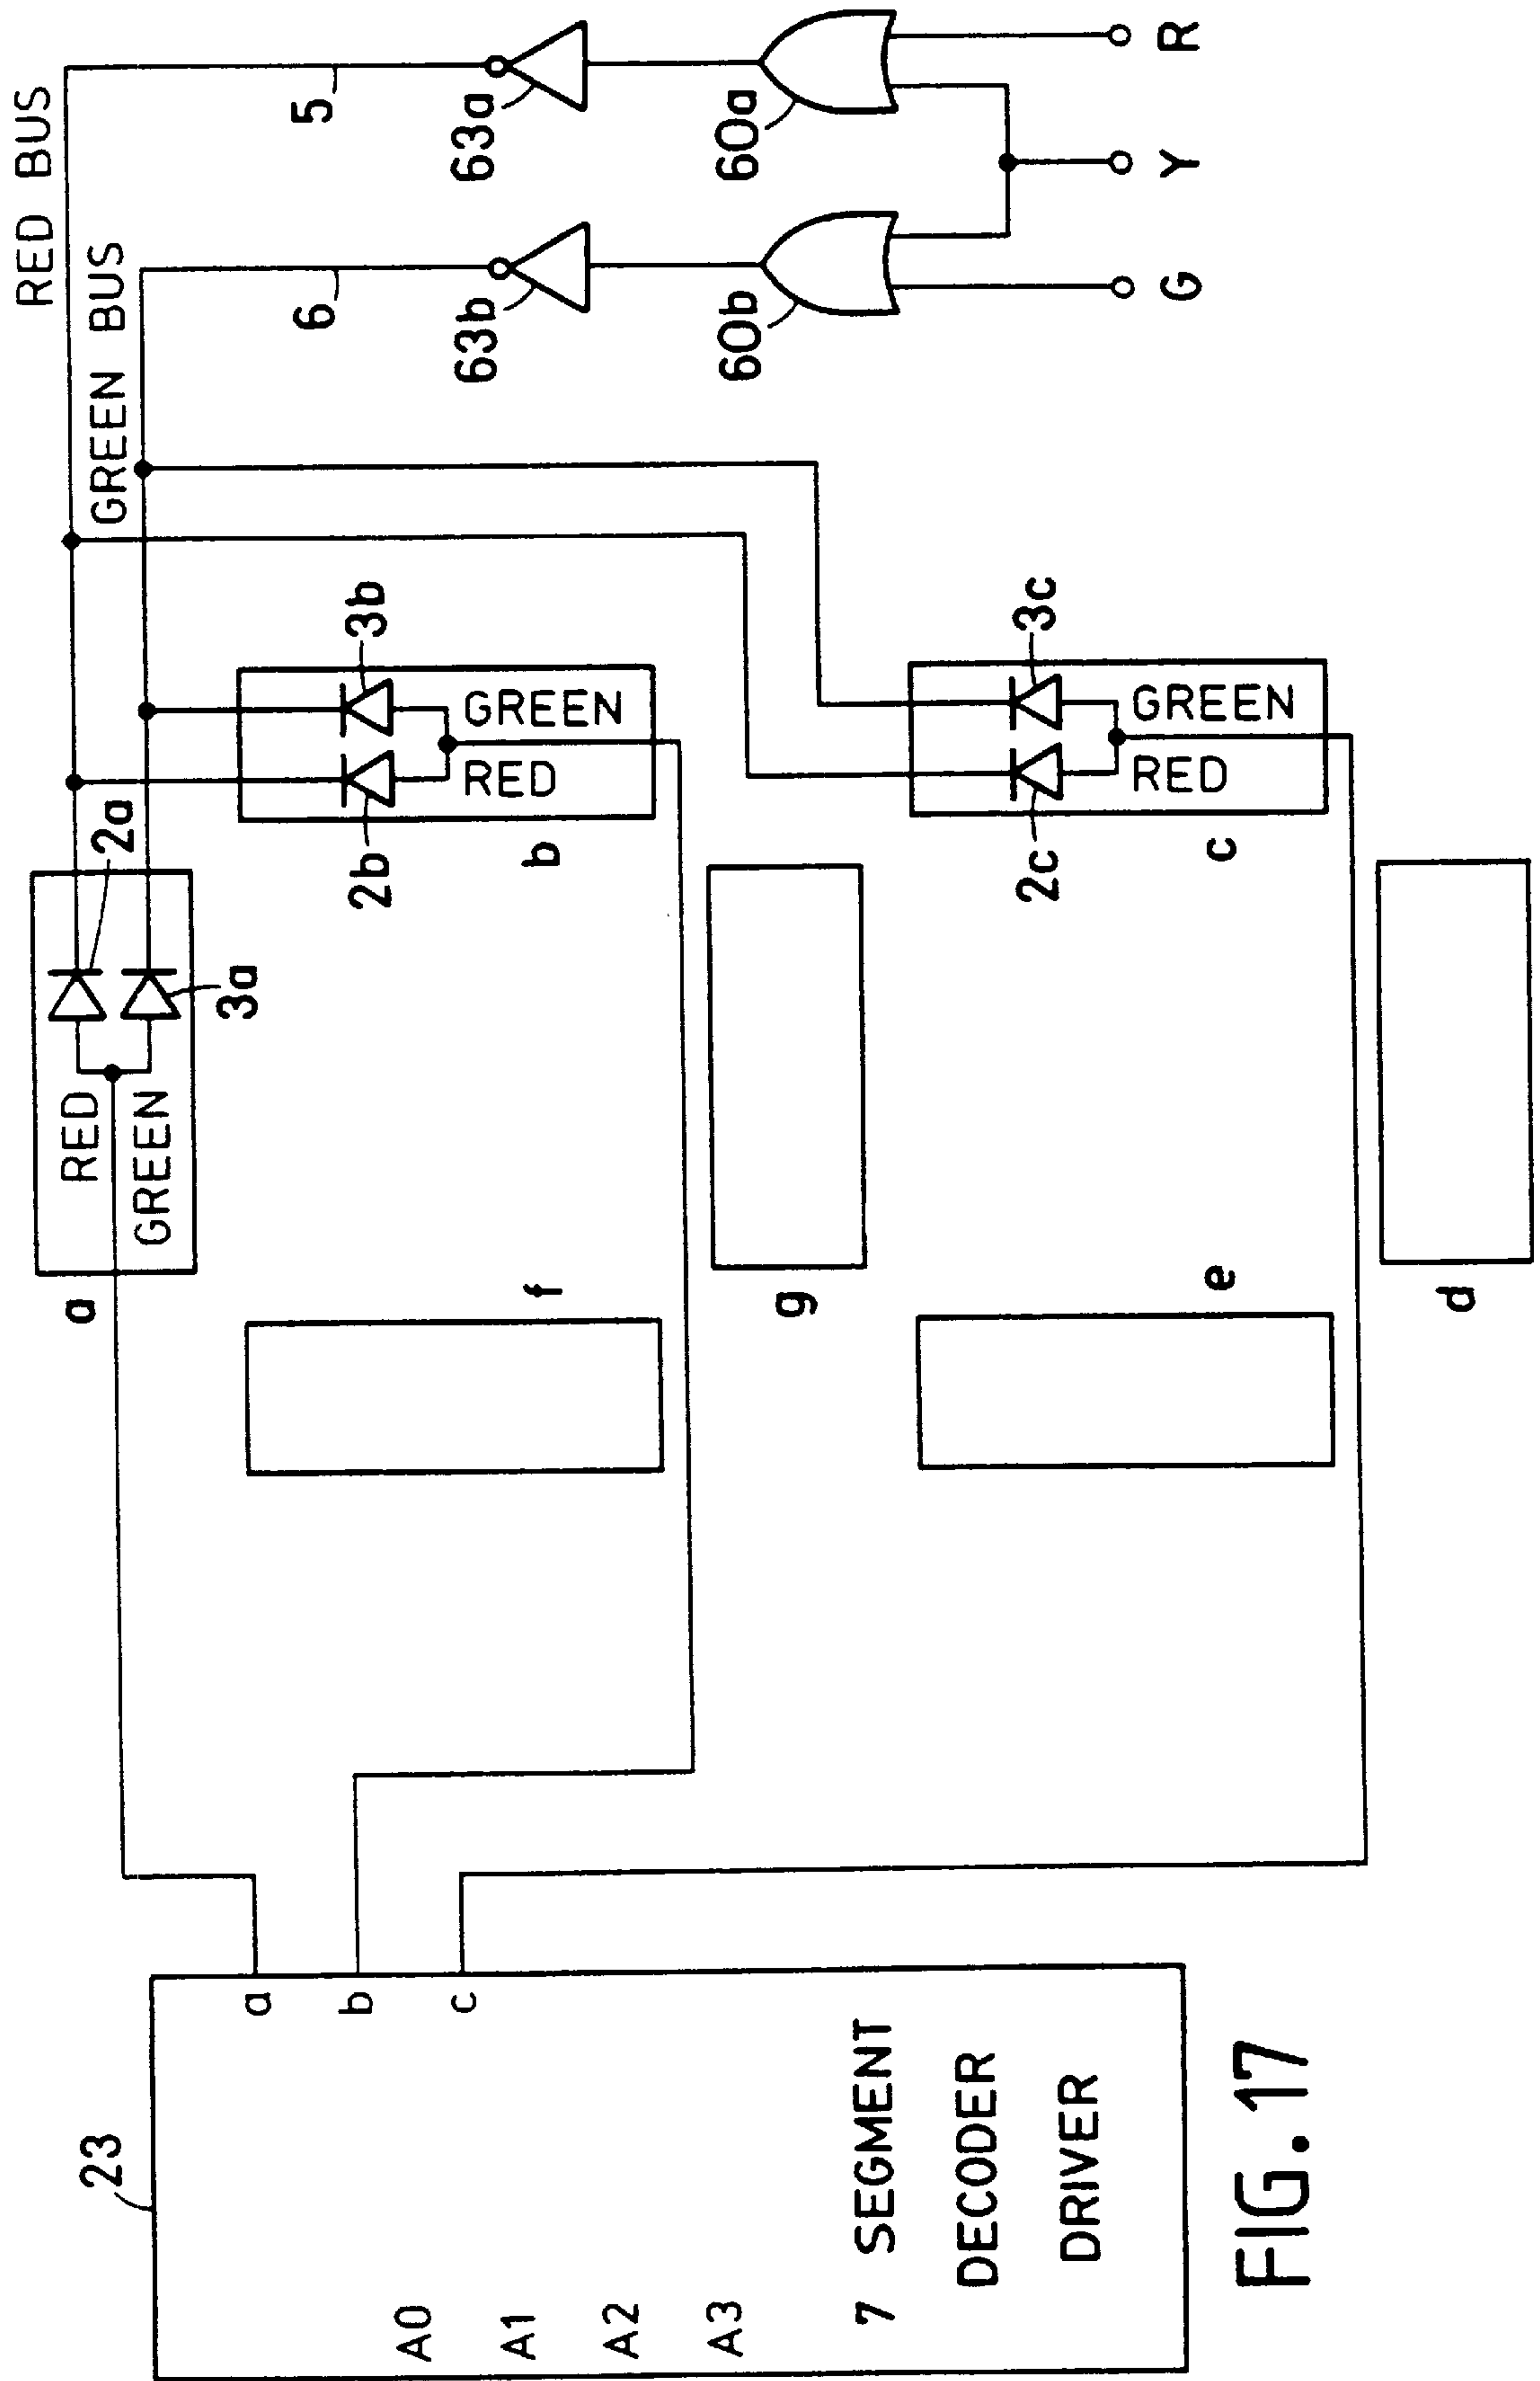 RED BUS
GREEN BUS
5
6
63a
63b
60a
60b
R
Y
G
2a
3a
RED
GREEN
a
2b
3b
RED
GREEN
b
f
g
2c
3c
RED
GREEN
c
e
d
23
a
b
c
A0
A1
A2
A3
7 SEGMENT
DECODER
DRIVER
FIG. 17